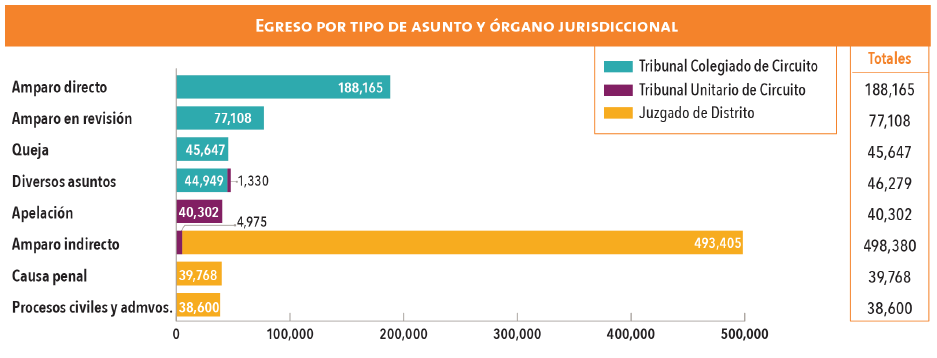 EGRESO POR TIPO DE ASUNTO Y ÓRGANO JURISDICCIONAL
Tribunal Colegiado de Circuito
Tribunal Unitario de Circuito
Juzgado de Distrito
Totales
Amparo directo 188,165 188,165
Amparo en revisión 77,108 77,108
Queja 45,647 45,647
Diversos asuntos 44,949 1,330 46,279
Apelación 40,302 40,302
4,975
Amparo indirecto 493,405 498,380
Causa penal 39,768 39,768
Procesos civiles y admvos. 38,600 38,600
0 100,000 200,000 300,000 400,000 500,000